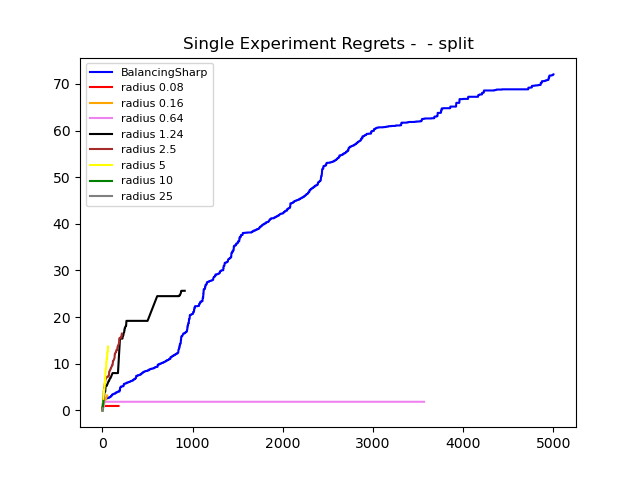 Single Experiment Regrets -  - split
70
60
50
40
30
20
10
0
BalancingSharp
radius 0.08
radius 0.16
radius 0.64
radius 1.24
radius 2.5
radius 5
radius 10
radius 25
0 1000 2000 3000 4000 5000